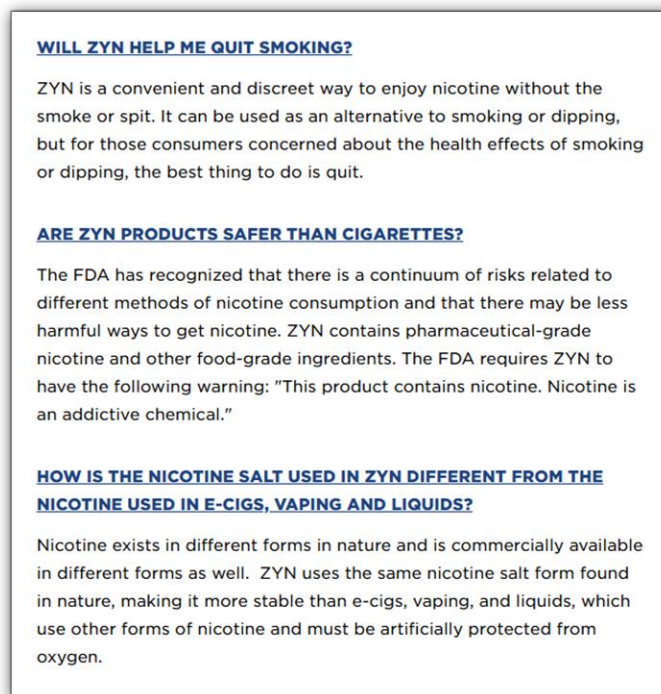 WILL ZYN HELP ME QUIT SMOKING?
ZYN is a convenient and discreet way to enjoy nicotine without the
smoke or spit. It can be used as an alternative to smoking or dipping,
but for those consumers concerned about the health effects of smoking
or dipping, the best thing to do is quit.
ARE ZYN PRODUCTS SAFER THAN CIGARETTES?
The FDA has recognized that there is a continuum of risks related to
different methods of nicotine consumption and that there may be less
harmful ways to get nicotine. ZYN contains pharmaceutical-grade
nicotine and other food-grade ingredients. The FDA requires ZYN to
have the following warning: "This product contains nicotine. Nicotine is
an addictive chemical."
HOW IS THE NICOTINE SALT USED IN ZYN DIFFERENT FROM THE
NICOTINE USED IN E-CIGS, VAPING AND LIQUIDS?
Nicotine exists in different forms in nature and is commercially available
in different forms as well.  ZYN uses the same nicotine salt form found
in nature, making it more stable than e-cigs, vaping, and liquids, which
use other forms of nicotine and must be artificially protected from
oxygen.